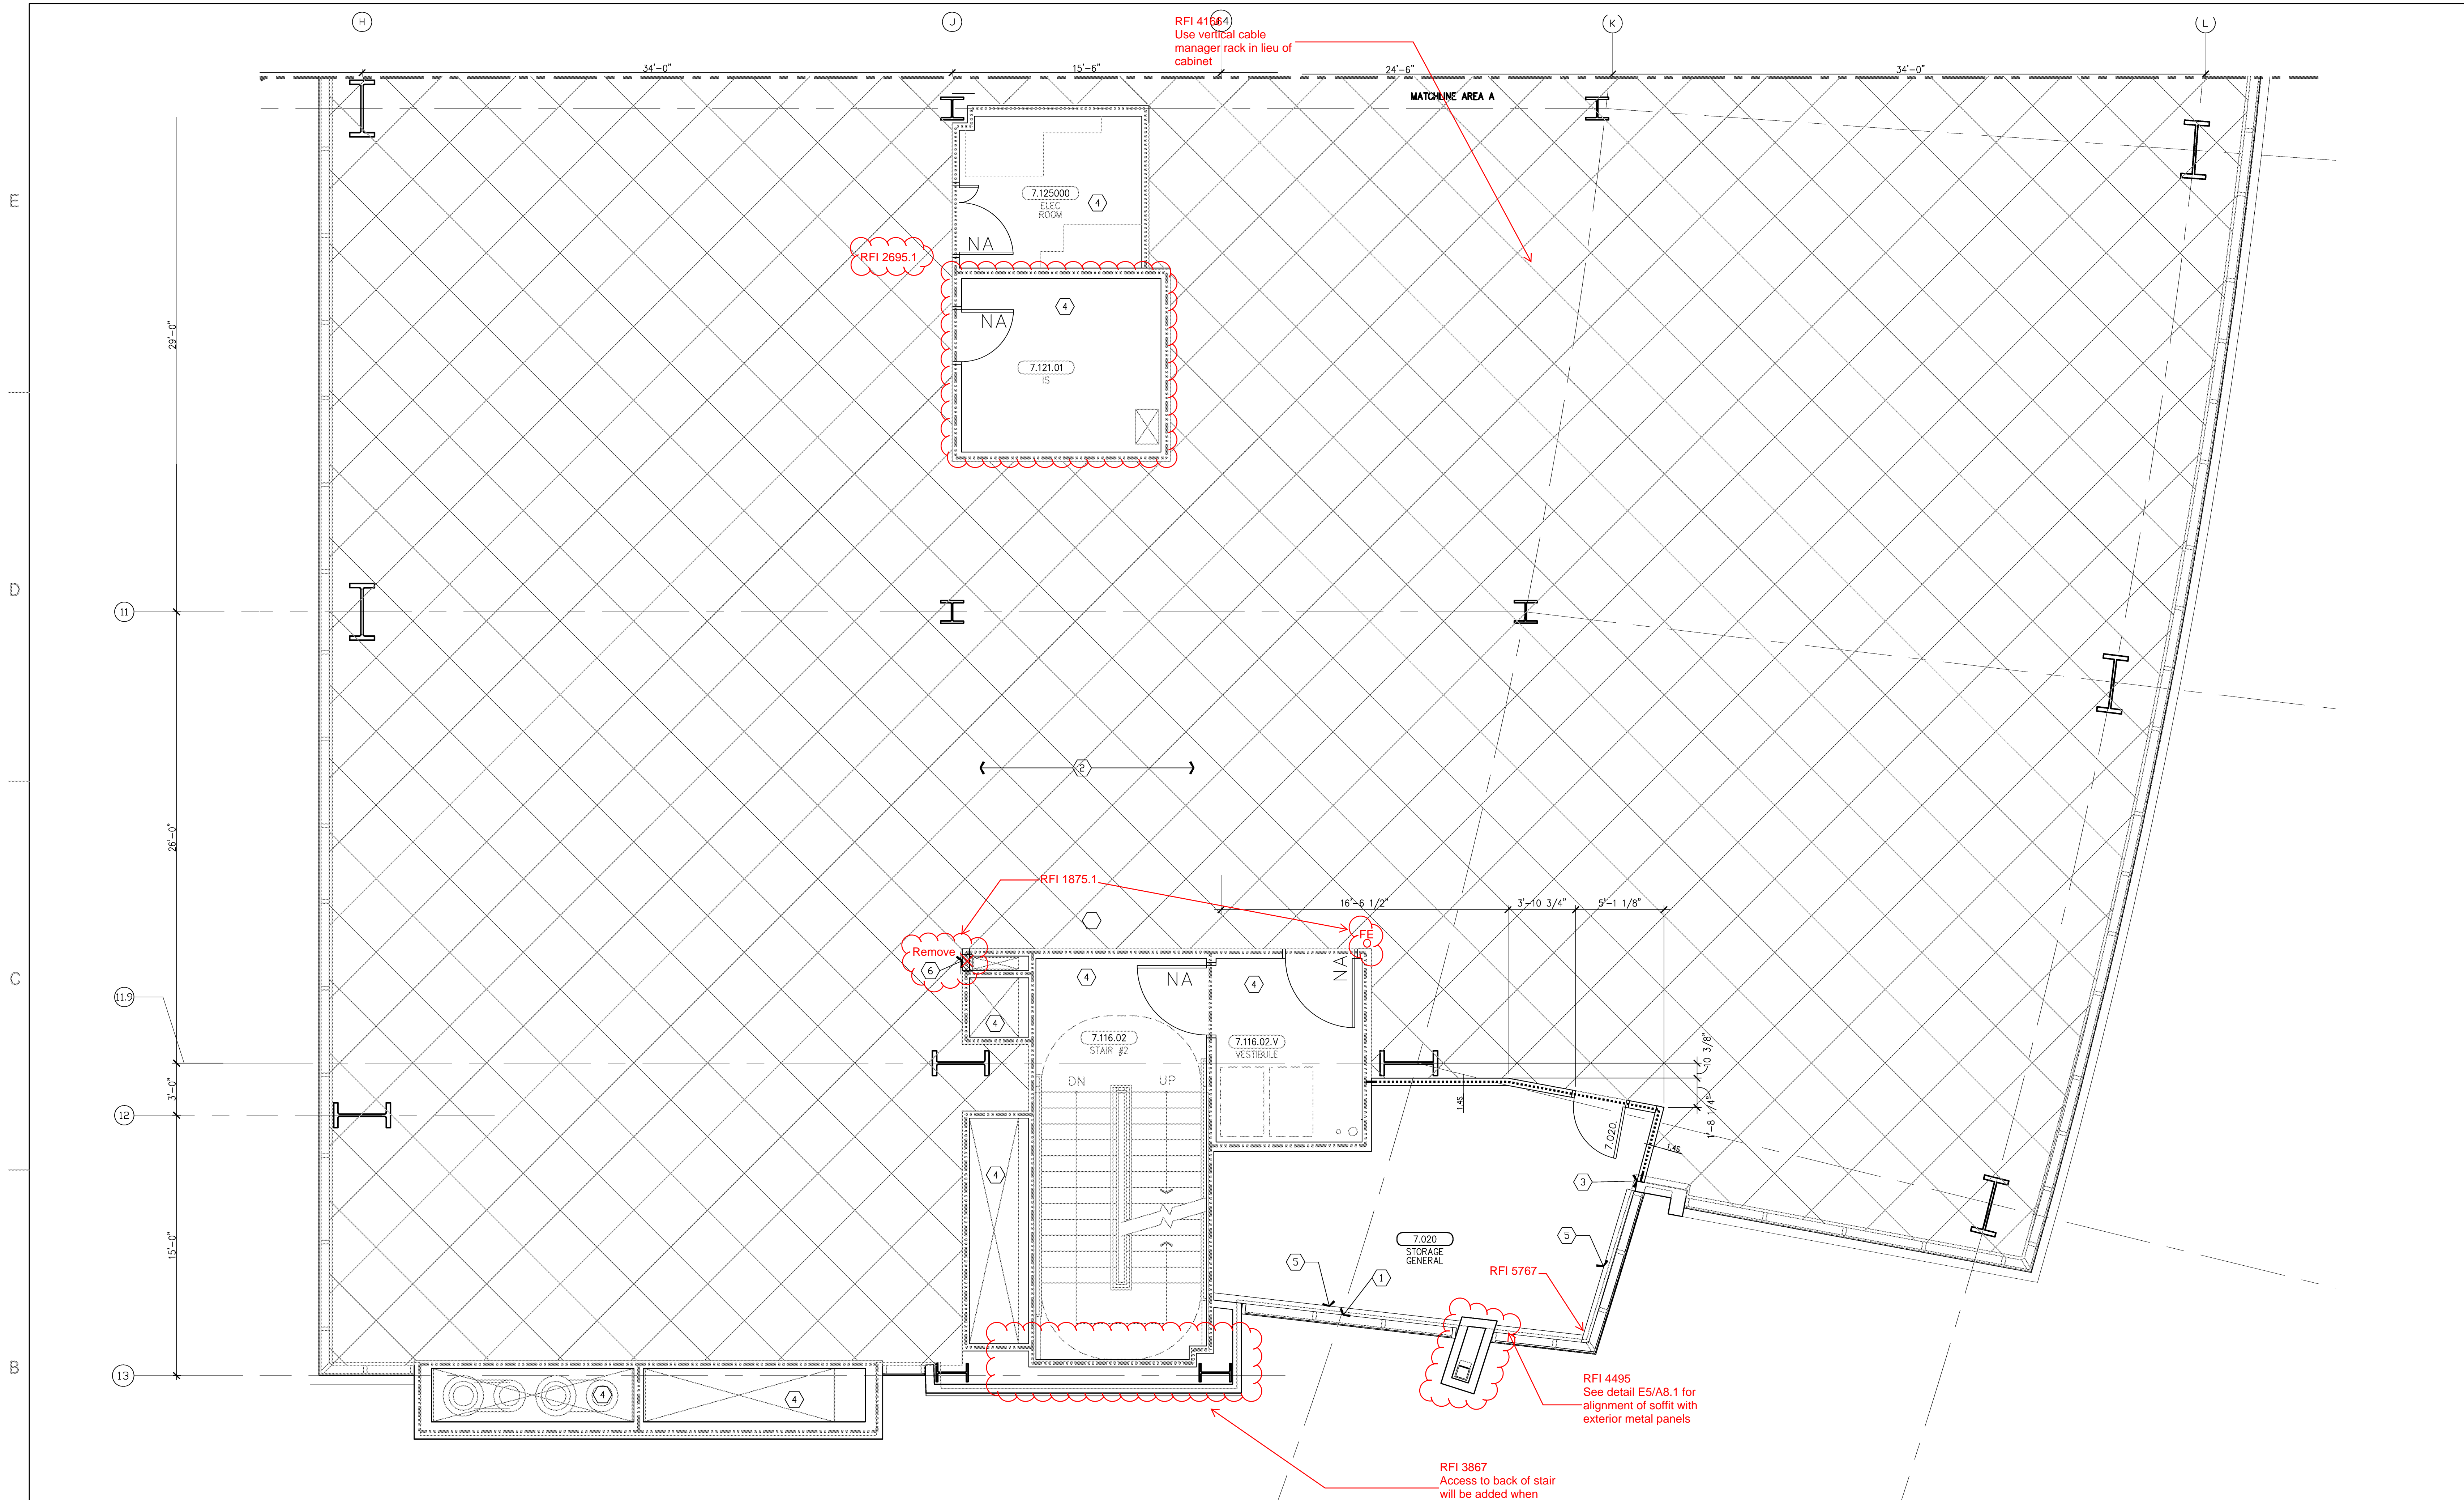 H
J
K
L
RFI 4166
4
Use vertical cable
manager rack in lieu of
cabinet
34'-0"
15'-6"
24'-6"
34'-0"
MATCHLINE AREA A
E
7.125000
ELEC
ROOM
4
NA
RFI 2695.1
4
NA
29'-0"
7.121.01
IS
D
11
2
26'-0"
RFI 1875.1
16'-6 1/2"
3'-10 3/4"
5'-1 1/8"
FE
Remove
6
C
4
NA
4
NA
11.9
4
7.116.02
STAIR #2
7.116.02.V
VESTIBULE
10 3/8"
DN
UP
3'-0"
12
1.4S
1'-8 1/4"
7.020.
1.4S
4
3
15'-0"
7.020
STORAGE
GENERAL
5
5
1
RFI 5767
B
13
4
4
RFI 4495
See detail E5/A8.1 for
alignment of soffit with
exterior metal panels
RFI 3867
Access to back of stair
will be added when